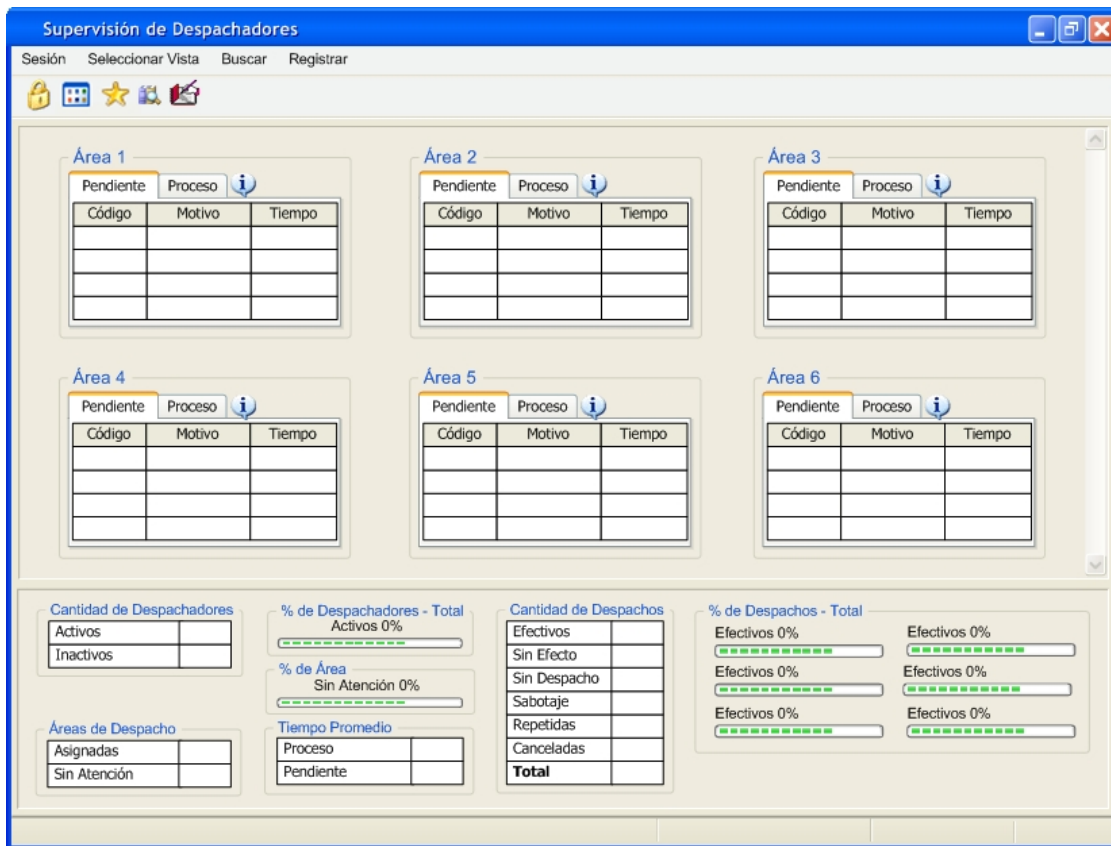 Supervisión de Despachadores
Sesión Seleccionar Vista Buscar Registrar
Área 1
Pendiente Proceso
Código Motivo Tiempo
Área 2
Pendiente Proceso
Código Motivo Tiempo
Área 3
Pendiente Proceso
Código Motivo Tiempo
Área 4
Pendiente Proceso
Código Motivo Tiempo
Área 5
Pendiente Proceso
Código Motivo Tiempo
Área 6
Pendiente Proceso
Código Motivo Tiempo
Cantidad de Despachadores
Activos
Inactivos
Áreas de Despacho
Asignadas
Sin Atención
% de Despachadores - Total
Activos 0%
% de Área
Sin Atención 0%
Tiempo Promedio
Proceso
Pendiente
Cantidad de Despachos
Efectivos
Sin Efecto
Sin Despacho
Sabotaje
Repetidas
Canceladas
Total
% de Despachos - Total
Efectivos 0% Efectivos 0%
Efectivos 0% Efectivos 0%
Efectivos 0% Efectivos 0%